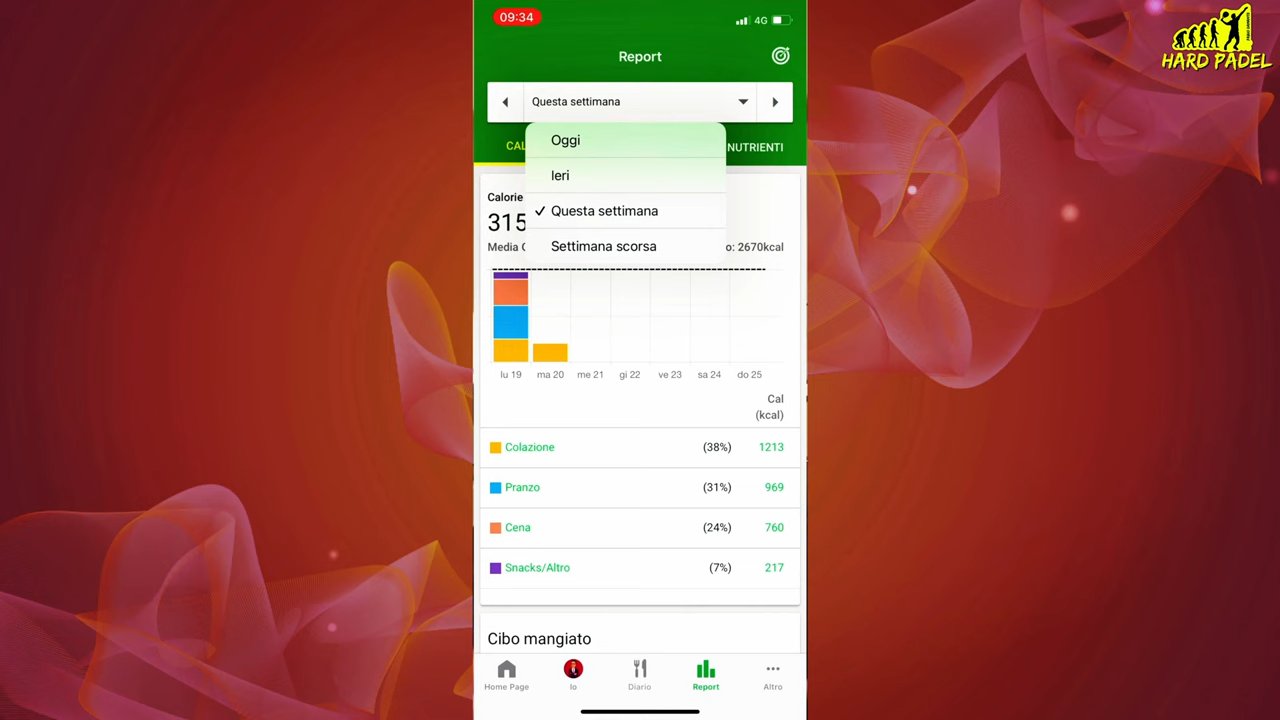 09:34
4G
HARD PADEL
Report
Questa settimana
Oggi
Ieri
Questa settimana
Settimana scorsa
NUTRIENTI
Calorie
315
2670kcal
lu 19 ma 20 me 21 gi 22 ve 23 sa 24 do 25
Cal
(kcal)
Colazione (38%) 1213
Pranzo (31%) 969
Cena (24%) 760
Snacks/Altro (7%) 217
Cibo mangiato
Home Page Io Diario Report Altro